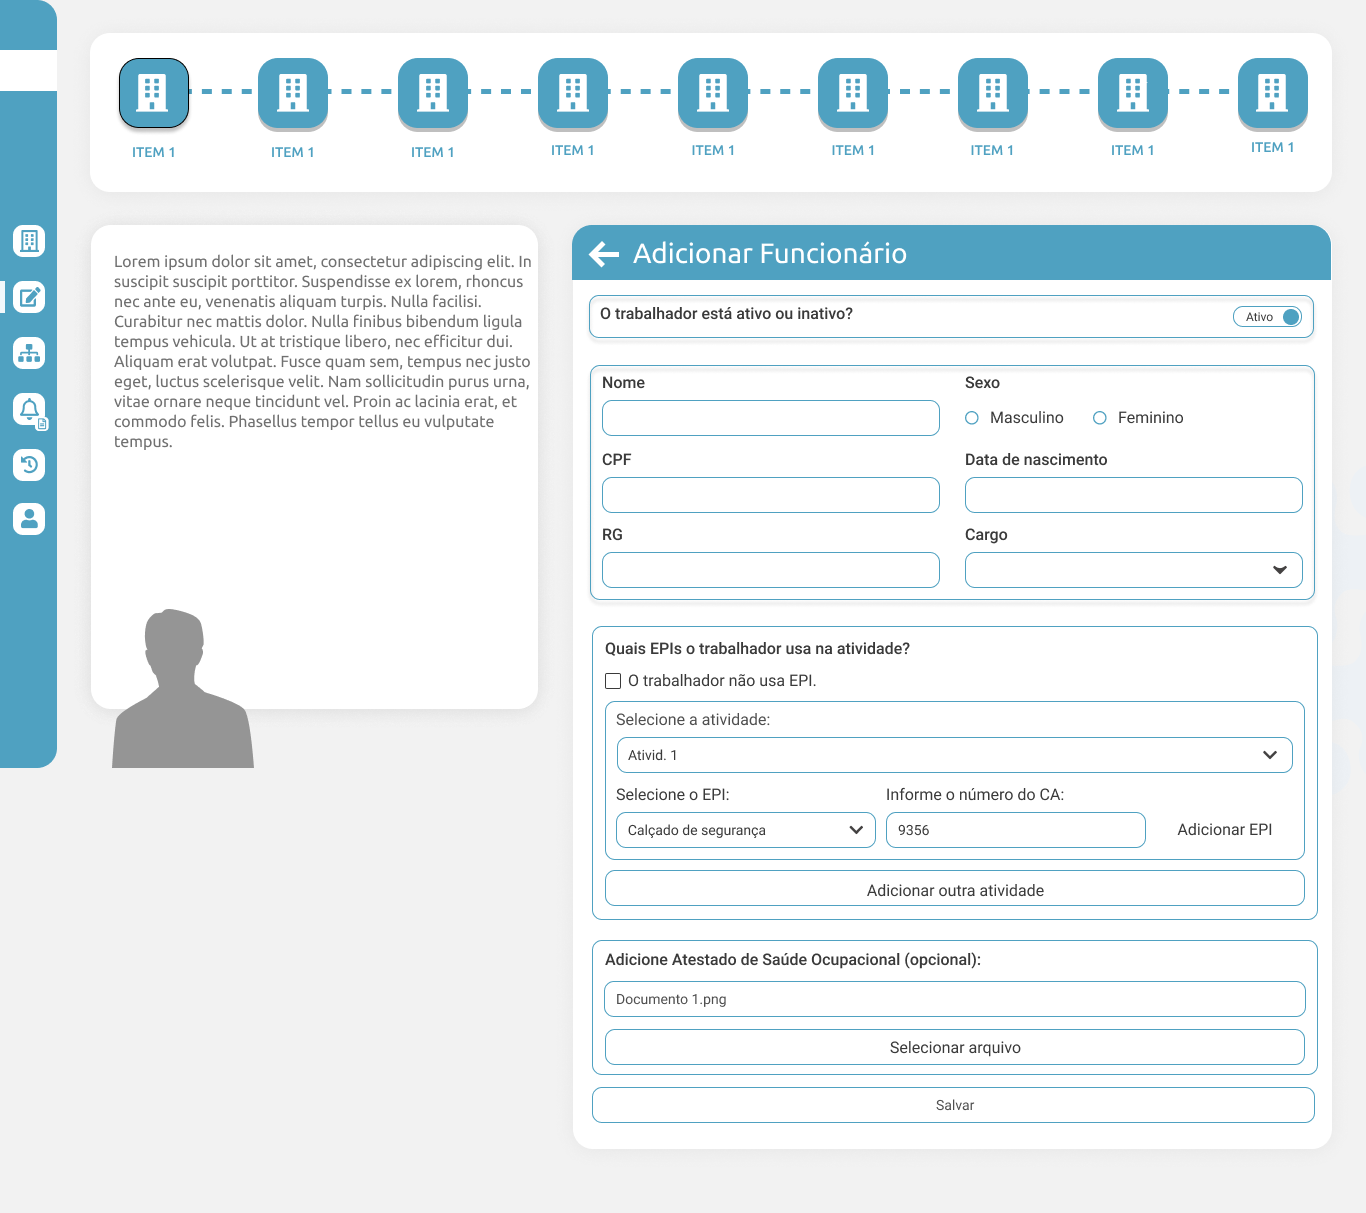 ITEM 1
ITEM 1
ITEM 1
ITEM 1
ITEM 1
ITEM 1
ITEM 1
ITEM 1
ITEM 1
Lorem ipsum dolor sit amet, consectetur adipiscing elit. In
suscipit suscipit porttitor. Suspendisse ex lorem, rhoncus
nec ante eu, venenatis aliquam turpis. Nulla facilisi.
Curabitur nec mattis dolor. Nulla finibus bibendum ligula
tempus vehicula. Ut at tristique libero, nec efficitur dui.
Aliquam erat volutpat. Fusce quam sem, tempus nec justo
eget, luctus scelerisque velit. Nam sollicitudin purus urna,
vitae ornare neque tincidunt vel. Proin ac lacinia erat, et
commodo felis. Phasellus tempor tellus eu vulputate
tempus.
Adicionar Funcionário
O trabalhador está ativo ou inativo?
Ativo
Nome
Sexo
Masculino
Feminino
CPF
Data de nascimento
RG
Cargo
Quais EPIs o trabalhador usa na atividade?
O trabalhador não usa EPI.
Selecione a atividade:
Ativid. 1
Selecione o EPI:
Informe o número do CA:
Calçado de segurança
9356
Adicionar EPI
Adicionar outra atividade
Adicione Atestado de Saúde Ocupacional (opcional):
Documento 1.png
Selecionar arquivo
Salvar